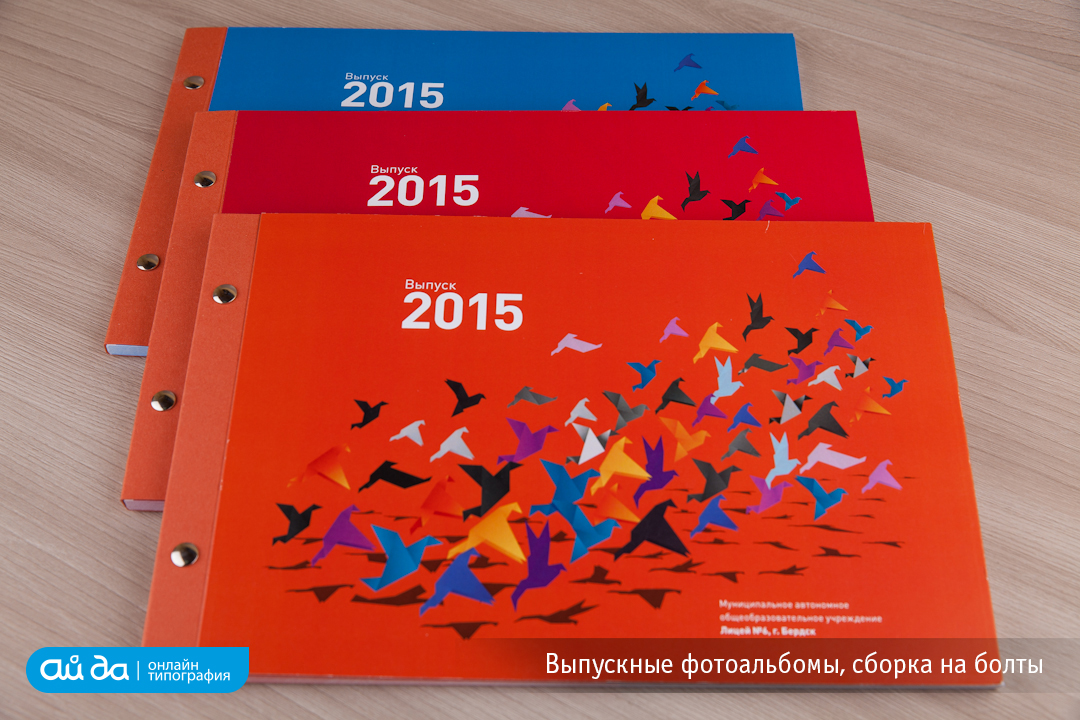 Выпуск
2015
Выпуск
2015
Выпуск
2015
Муниципальное автономное
общеобразовательное учреждение
Лицей №6, г. Бердск
ай да
онлайн
типография
Выпускные фотоальбомы, сборка на болты